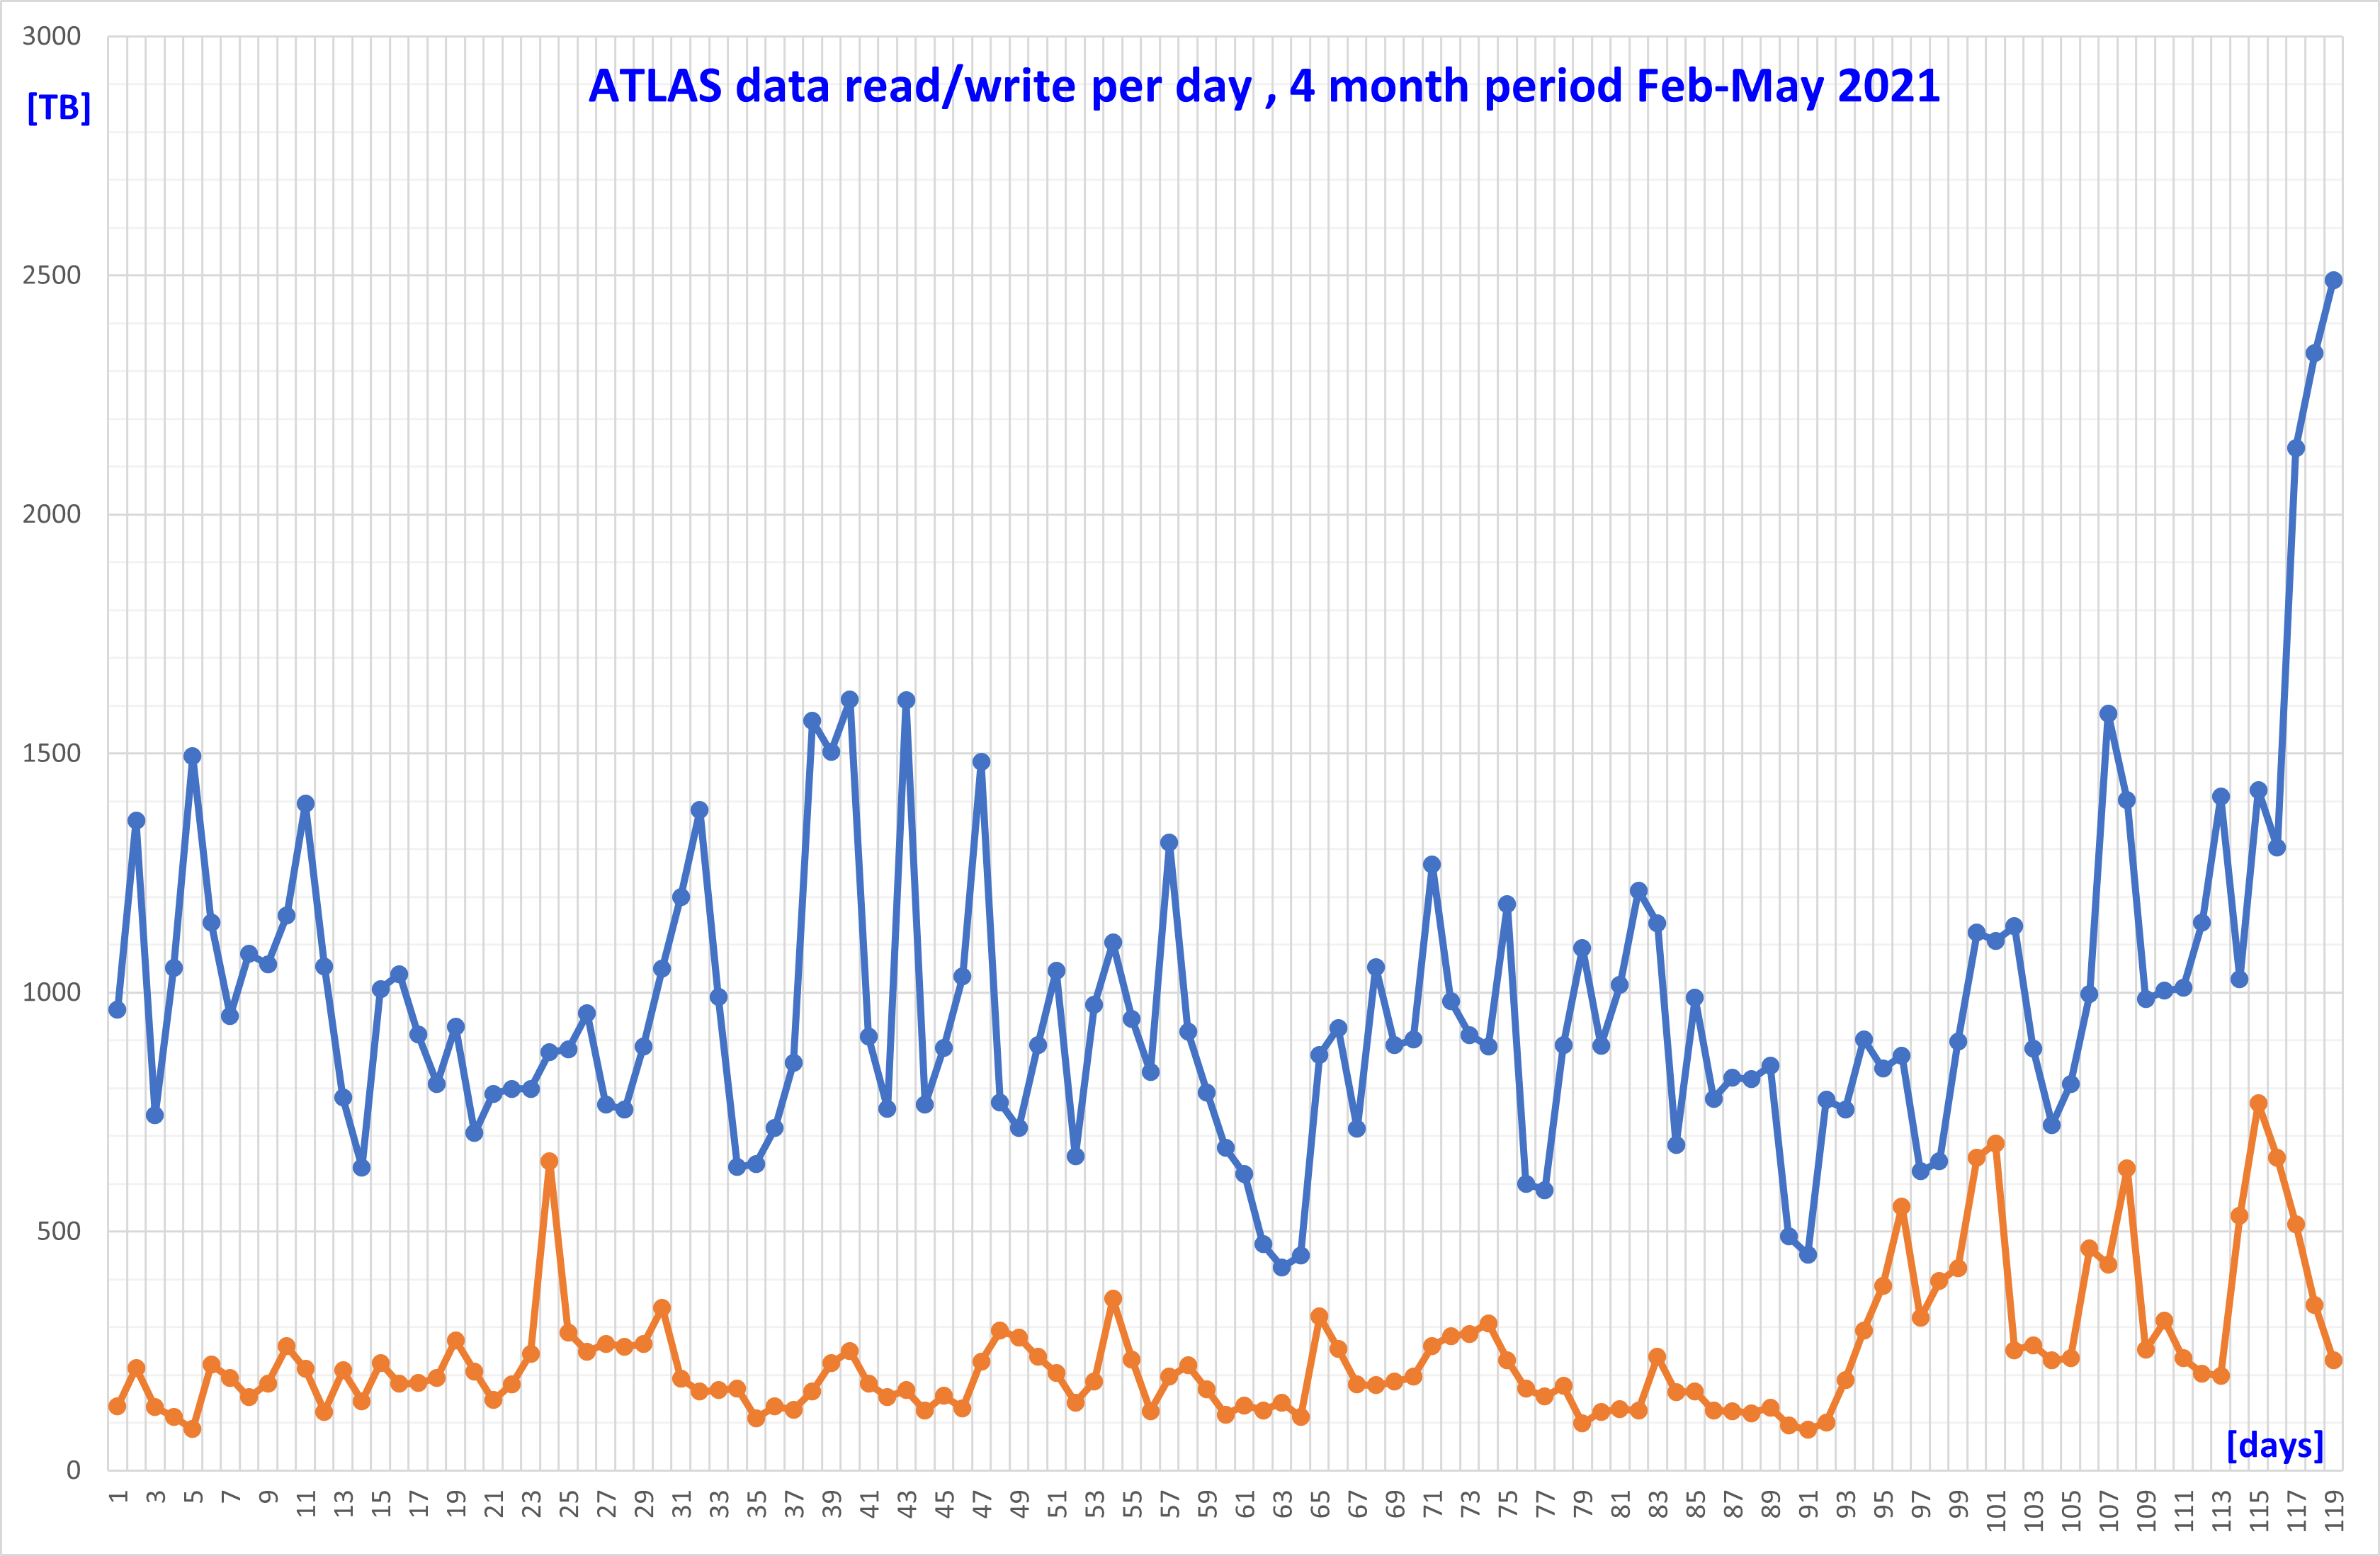 ATLAS data read/write per day , 4 month period Feb-May 2021
[TB]
3000
2500
2000
1500
1000
500
0
[days]
1 3 5 7 9 11 13 15 17 19 21 23 25 27 29 31 33 35 37 39 41 43 45 47 49 51 53 55 57 59 61 63 65 67 69 71 73 75 77 79 81 83 85 87 89 91 93 95 97 99 101 103 105 107 109 111 113 115 117 119